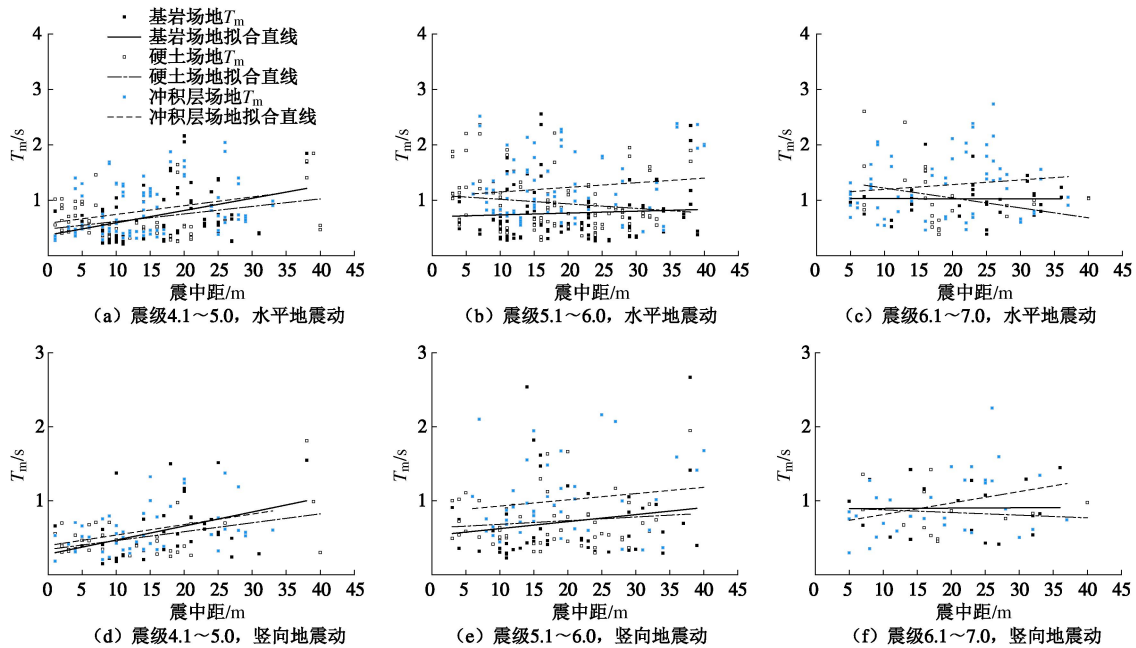 基岩场地Tm
基岩场地拟合直线
硬土场地Tm
硬土场地拟合直线
冲积层场地Tm
冲积层场地拟合直线
4
3
2
1
Tm/s
0 5 10 15 20 25 30 35 40 45
震中距/m
（a）震级4.1～5.0，水平地震动
4
3
2
1
Tm/s
0 5 10 15 20 25 30 35 40 45
震中距/m
（b）震级5.1～6.0，水平地震动
4
3
2
1
Tm/s
0 5 10 15 20 25 30 35 40 45
震中距/m
（c）震级6.1～7.0，水平地震动
3
2
1
Tm/s
0 5 10 15 20 25 30 35 40 45
震中距/m
（d）震级4.1～5.0，竖向地震动
3
2
1
Tm/s
0 5 10 15 20 25 30 35 40 45
震中距/m
（e）震级5.1～6.0，竖向地震动
3
2
1
Tm/s
0 5 10 15 20 25 30 35 40 45
震中距/m
（f）震级6.1～7.0，竖向地震动